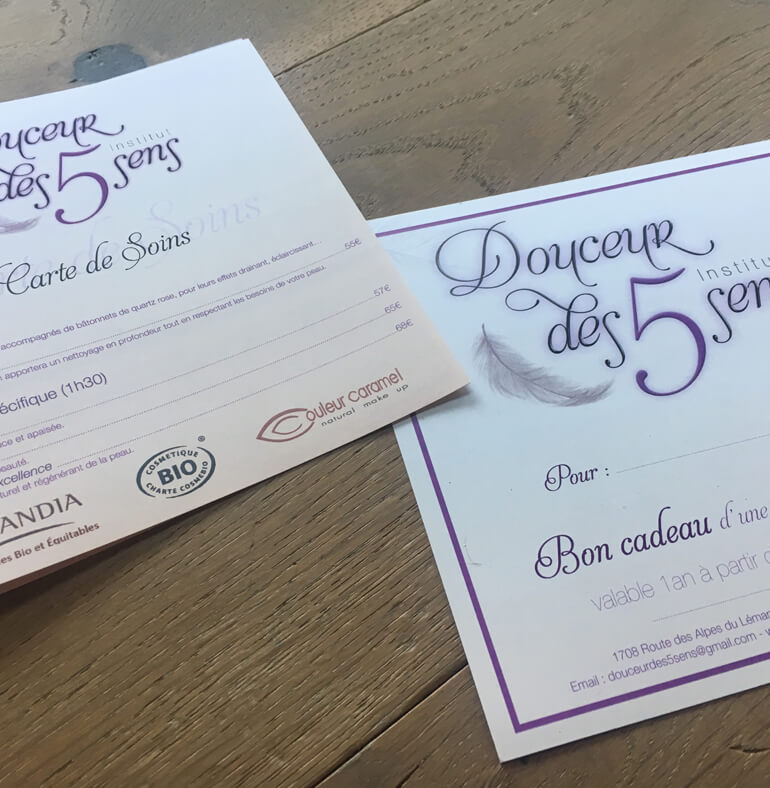 Douceur
Institut
des 5 sens
Carte de Soins
accompagnés de bâtonnets de quartz rose, pour leurs effets drainant, éclaircissant... 55€
apportera un nettoyage en profondeur tout en respectant les besoins de votre peau.
57€
écifique (1h30) 65€
ce et apaisée. 68€
eauté.
xcellence
turel et régénérant de la peau.
ANDIA
es Bio et Équitables
COSMETIQUE
BIO
®
CHARTE COSMEBIO
Couleur caramel
natural make up
Douceur
Institut
des 5 sens
Pour :
Bon cadeau d'une
valable 1an à partir d
1708 Route des Alpes du Léman
Email : douceurdes5sens@gmail.com - w